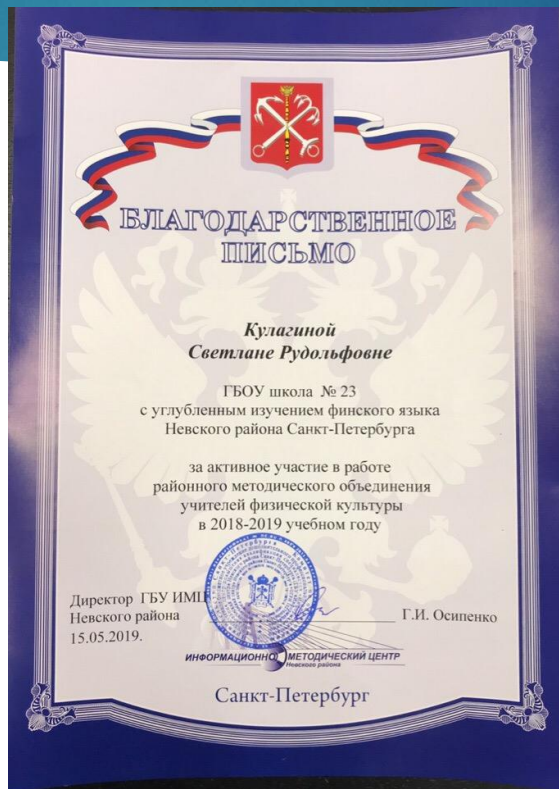 БЛАГОДАРСТВЕННОЕ
ПИСЬМО
Кулагиной
Светлане Рудольфовне
ГБОУ школа № 23
с углубленным изучением финского языка
Невского района Санкт-Петербурга
за активное участие в работе
районного методического объединения
учителей физической культуры
в 2018-2019 учебном году
Директор ГБУ ИМЦ
Невского района
Г.И. Осипенко
15.05.2019.
ИНФОРМАЦИОННО МЕТОДИЧЕСКИЙ ЦЕНТР
Невского района
Санкт-Петербург